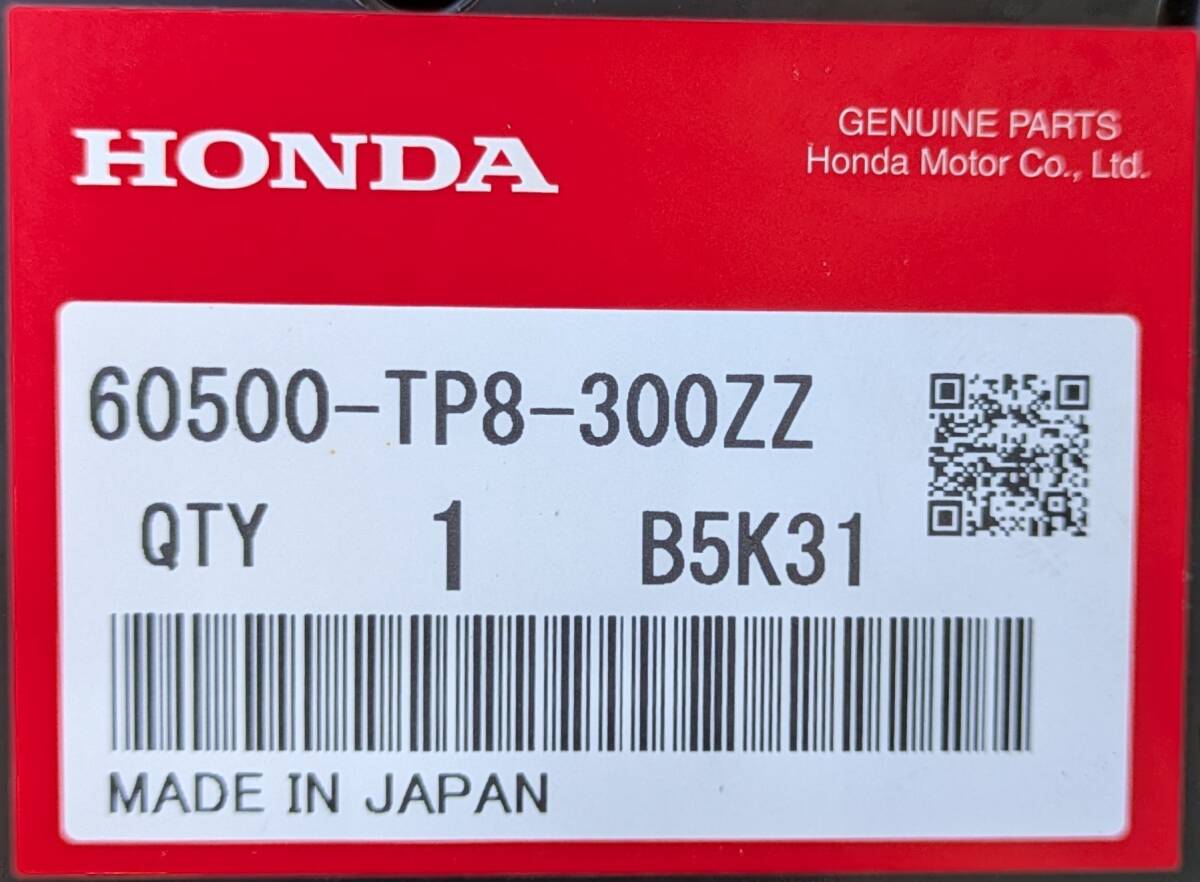 HONDA
GENUINE PARTS
Honda Motor Co., Ltd.
60500-TP8-300ZZ
QTY 1 B5K31
MADE IN JAPAN